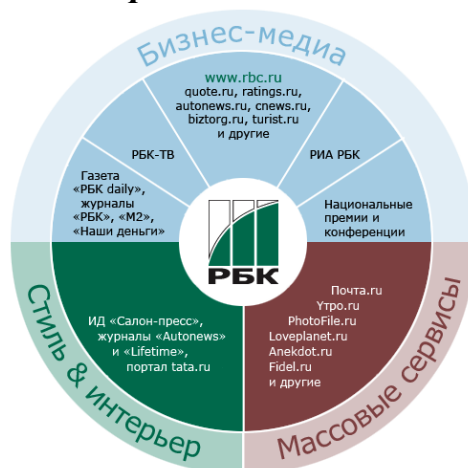 Бизнес-медиа
www.rbc.ru
quote.ru, ratings.ru,
autonews.ru, cnews.ru,
biztorg.ru, turist.ru
и другие
РБК-ТВ
РИА РБК
Газета
«РБК daily»,
журналы
«РБК», «М2»,
«Наши деньги»
Национальные
премии и
конференции
РБК
ИД «Салон-пресс»,
журналы «Autonews»
и «Lifetime»,
портал tata.ru
Почта.ru
Утро.ru
PhotoFile.ru
Loveplanet.ru
Anekdot.ru
Fidel.ru
и другие
Стиль & интерьер
Массовые сервисы